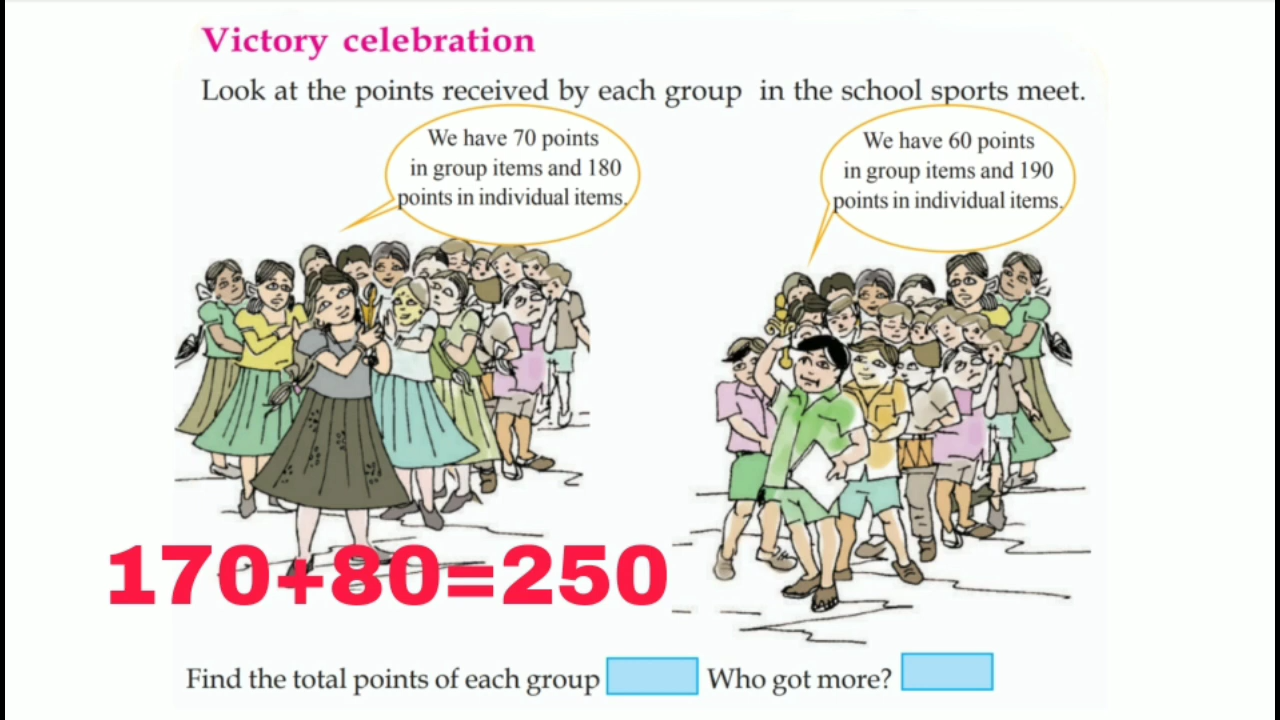 Victory celebration
Look at the points received by each group in the school sports meet.
We have 70 points
in group items and 180
points in individual items.
We have 60 points
in group items and 190
points in individual items.
170+80=250
Find the total points of each group
Who got more?